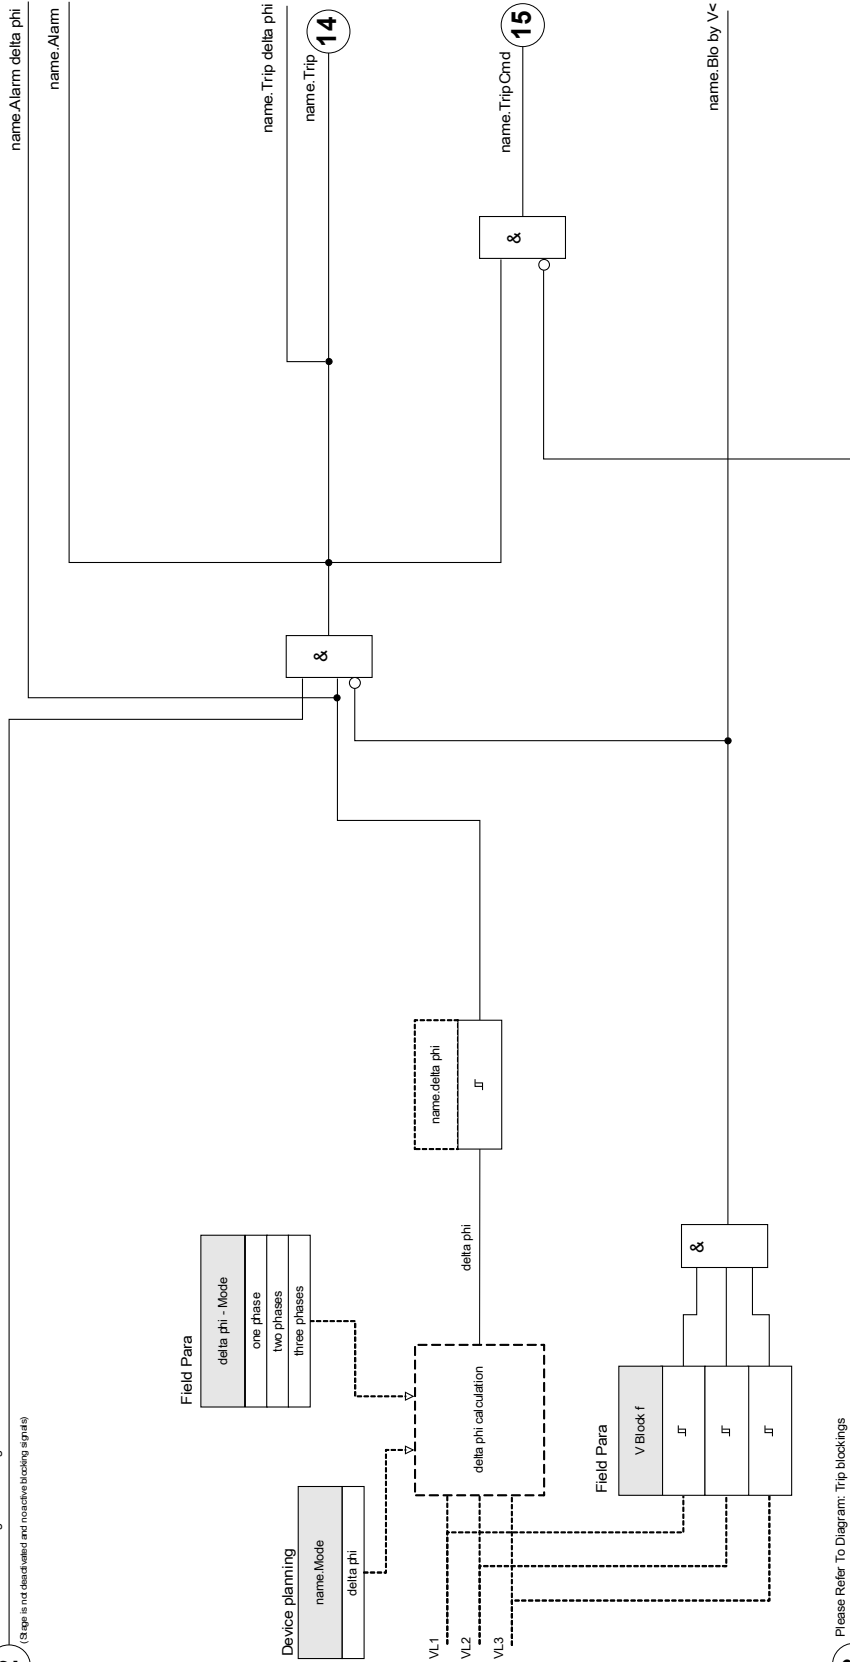 name.Alarm delta phi
name.Alarm
name.Trip delta phi
name.Trip
14
name.TripCmd
15
name.Blo by V<
&
&
(Stage is not deactivated and no active blocking signals)
Field Para
delta phi - Mode
one phase
two phases
three phases
Device planning
name.Mode
delta phi
delta phi calculation
delta phi
name.delta phi
VL1
VL2
VL3
Field Para
V Block f
&
Please Refer To Diagram: Trip blockings